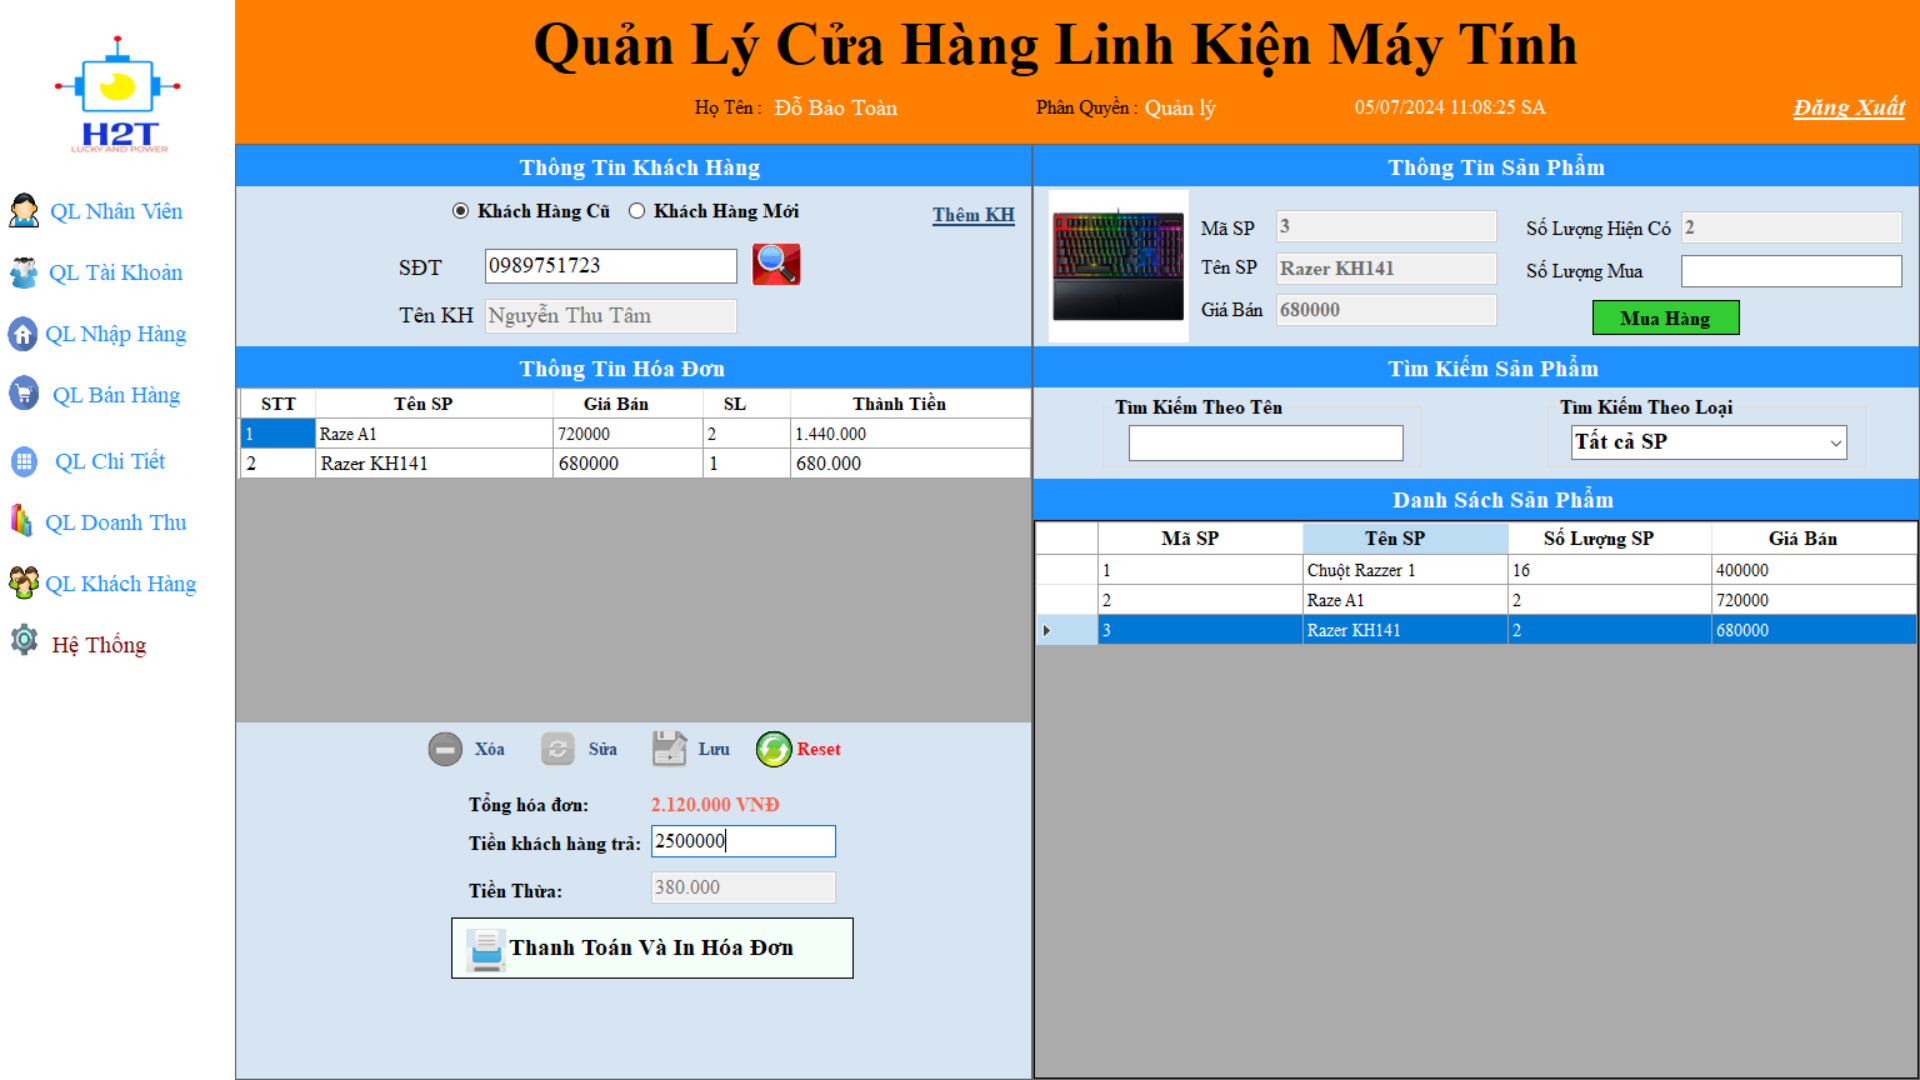 H2T
LUCKY AND POWER
QL Nhân Viên
QL Tài Khoản
QL Nhập Hàng
QL Bán Hàng
QL Chi Tiết
QL Doanh Thu
QL Khách Hàng
Hệ Thống
Quản Lý Cửa Hàng Linh Kiện Máy Tính
Họ Tên : Đỗ Bảo Toàn Phân Quyền : Quản lý 05/07/2024 11:08:25 SA Đăng Xuất
Thông Tin Khách Hàng
Khách Hàng Cũ Khách Hàng Mới Thêm KH
SĐT 0989751723
Tên KH Nguyễn Thu Tâm
Thông Tin Hóa Đơn
STT Tên SP Giá Bán SL Thành Tiền
1 Raze A1 720000 2 1.440.000
2 Razer KH141 680000 1 680.000
Xóa Sửa Lưu Reset
Tổng hóa đơn: 2.120.000 VNĐ
Tiền khách hàng trả: 2500000
Tiền Thừa: 380.000
Thanh Toán Và In Hóa Đơn
Thông Tin Sản Phẩm
Mã SP 3 Số Lượng Hiện Có 2
Tên SP Razer KH141 Số Lượng Mua
Giá Bán 680000 Mua Hàng
Tìm Kiếm Sản Phẩm
Tìm Kiếm Theo Tên Tìm Kiếm Theo Loại
Tất cả SP
Danh Sách Sản Phẩm
Mã SP Tên SP Số Lượng SP Giá Bán
1 Chuột Razzer 1 16 400000
2 Raze A1 2 720000
3 Razer KH141 2 680000